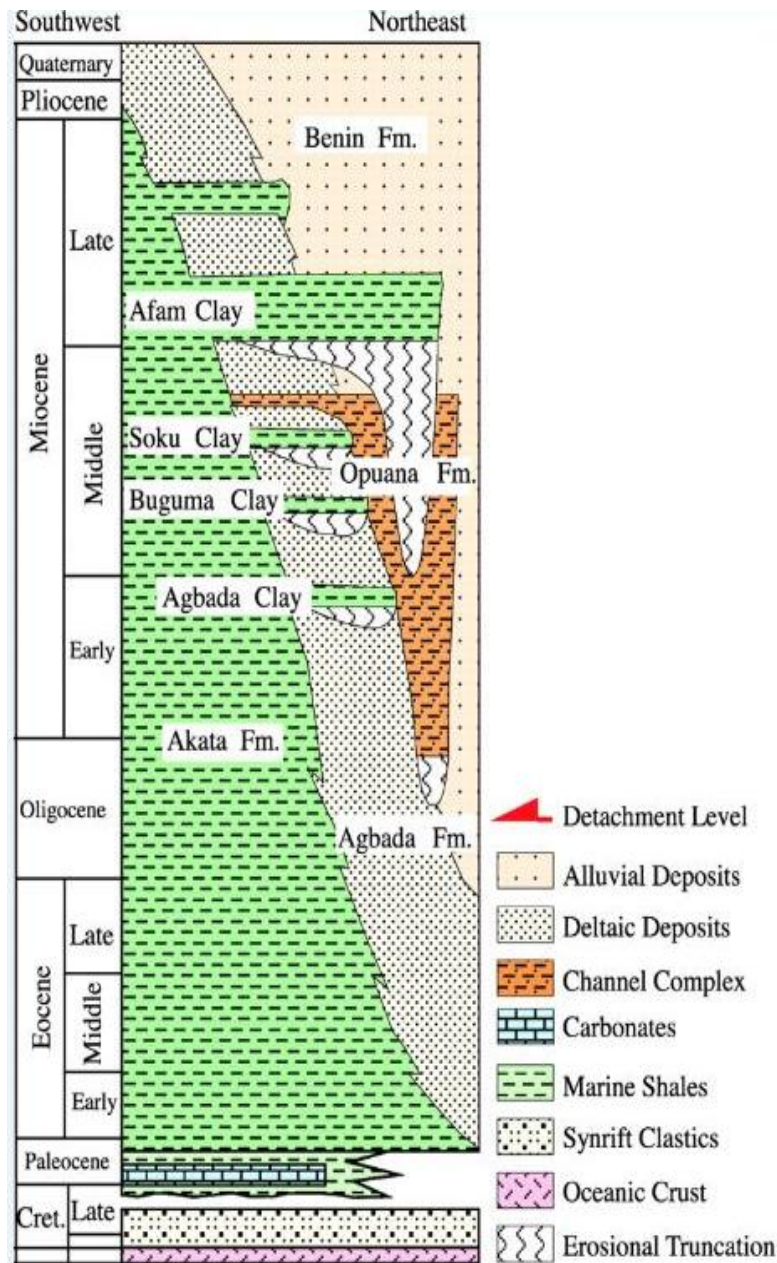 Southwest Northeast
Quaternary
Pliocene
Benin Fm.
Late
Afam Clay
Miocene
Middle
Soku Clay
Opuana Fm.
Buguma Clay
Agbada Clay
Early
Akata Fm.
Oligocene
Agbada Fm.
Eocene
Late
Middle
Early
Paleocene
Cret.
Late
Detachment Level
Alluvial Deposits
Deltaic Deposits
Channel Complex
Carbonates
Marine Shales
Synrift Clastics
Oceanic Crust
Erosional Truncation